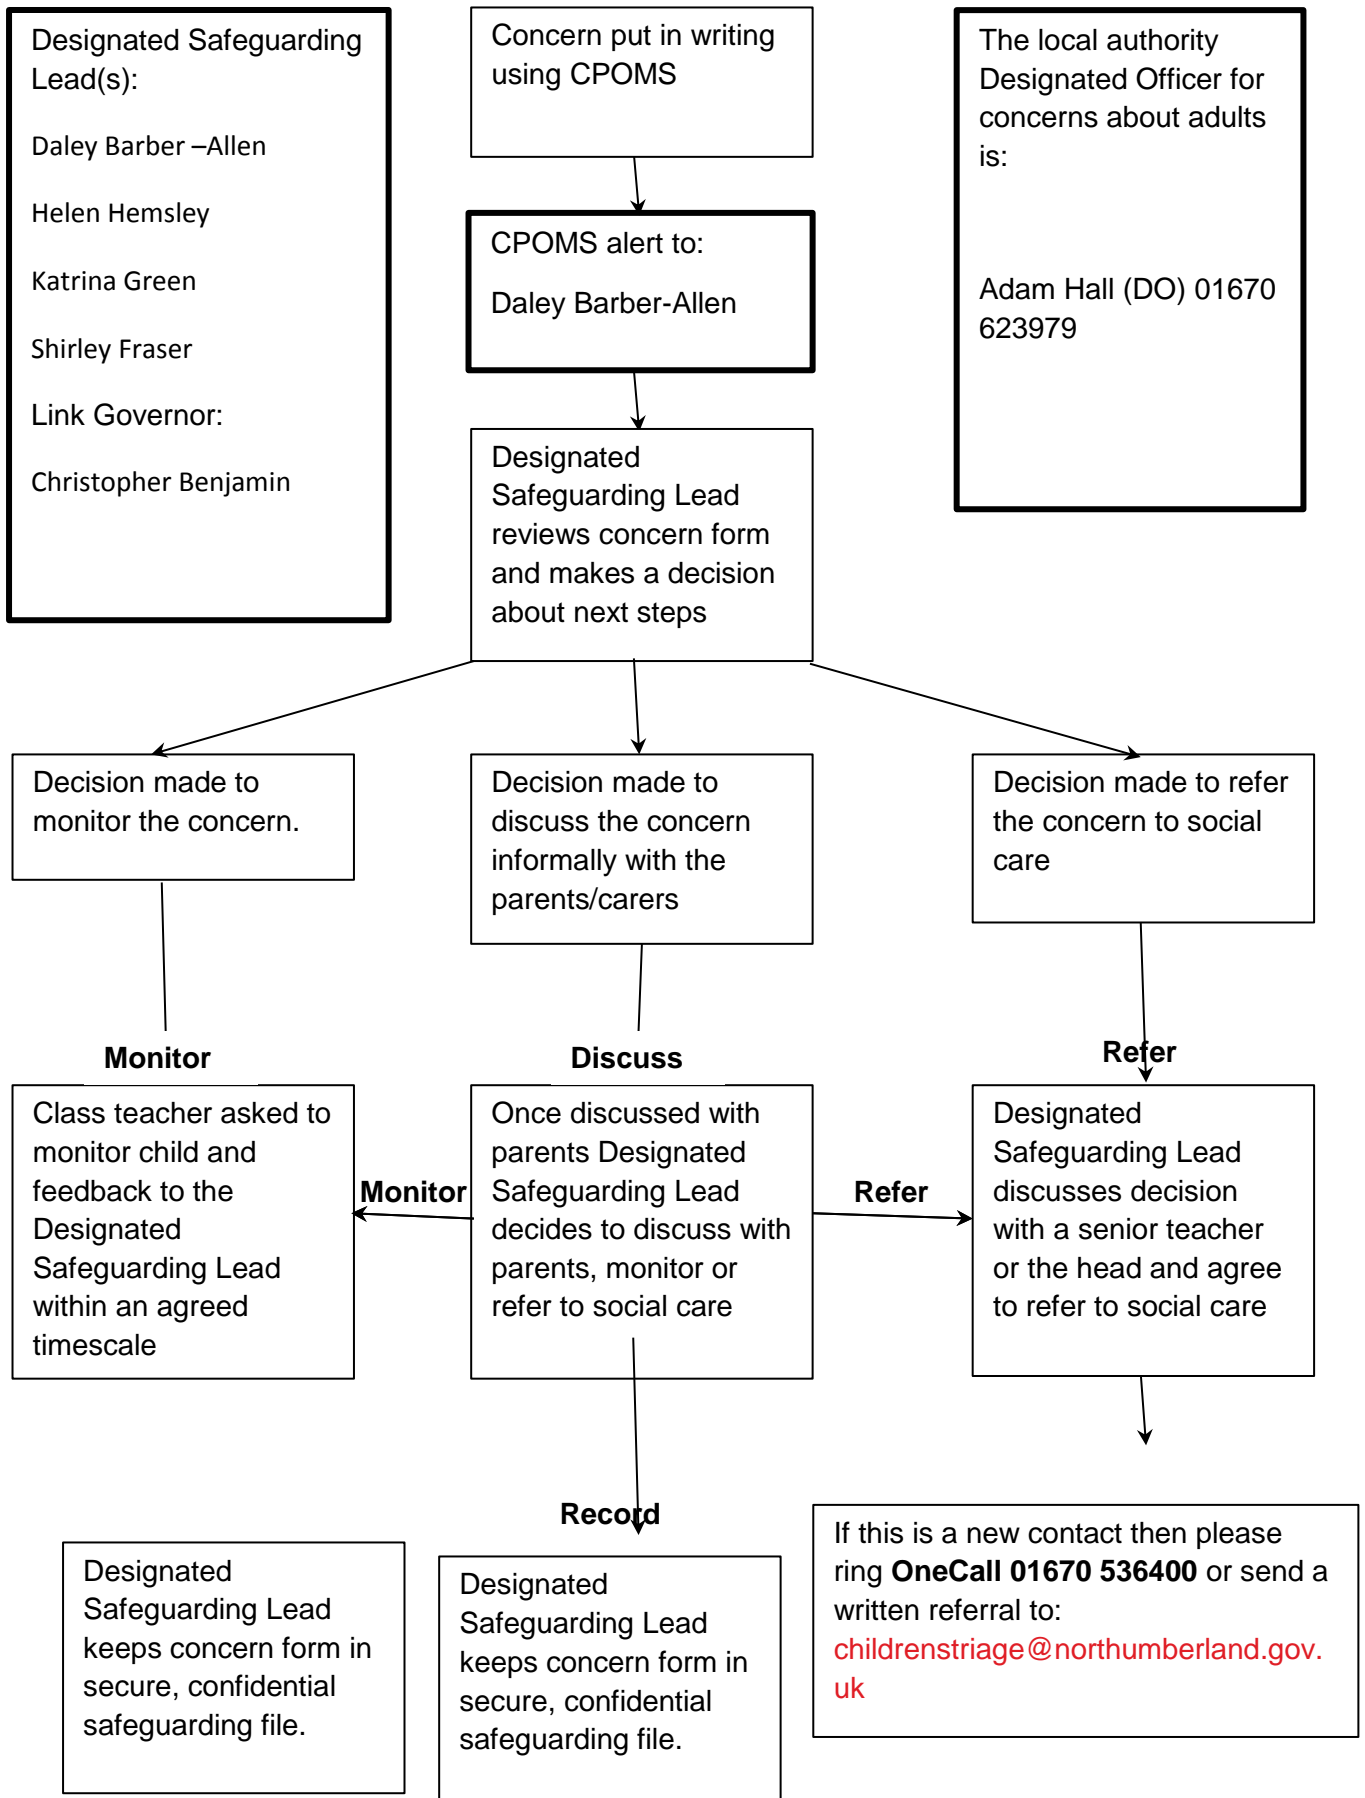 Designated Safeguarding
Lead(s):
Daley Barber –Allen
Helen Hemsley
Katrina Green
Shirley Fraser
Link Governor:
Christopher Benjamin
Concern put in writing
using CPOMS
The local authority
Designated Officer for
concerns about adults
is:
Adam Hall (DO) 01670
623979
CPOMS alert to:
Daley Barber-Allen
Designated
Safeguarding Lead
reviews concern form
and makes a decision
about next steps
Decision made to
monitor the concern.
Decision made to
discuss the concern
informally with the
parents/carers
Decision made to refer
the concern to social
care
Monitor
Discuss
Refer
Class teacher asked to
monitor child and
feedback to the
Designated
Safeguarding Lead
within an agreed
timescale
Monitor
Once discussed with
parents Designated
Safeguarding Lead
decides to discuss with
parents, monitor or
refer to social care
Refer
Designated
Safeguarding Lead
discusses decision
with a senior teacher
or the head and agree
to refer to social care
Record
Designated
Safeguarding Lead
keeps concern form in
secure, confidential
safeguarding file.
Designated
Safeguarding Lead
keeps concern form in
secure, confidential
safeguarding file.
If this is a new contact then please
ring OneCall 01670 536400 or send a
written referral to:
childrenstriage@northumberland.gov.
uk